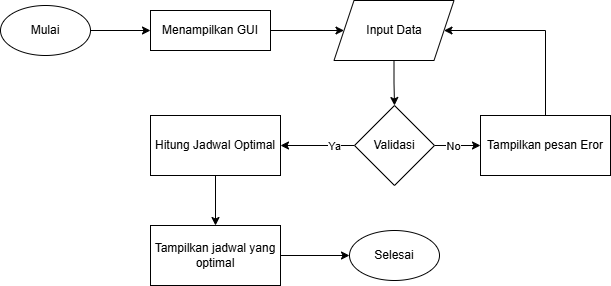 Mulai
Menampilkan GUI
Input Data
Hitung Jadwal Optimal
Ya
Validasi
No
Tampilkan pesan Eror
Tampilkan jadwal yang
optimal
Selesai